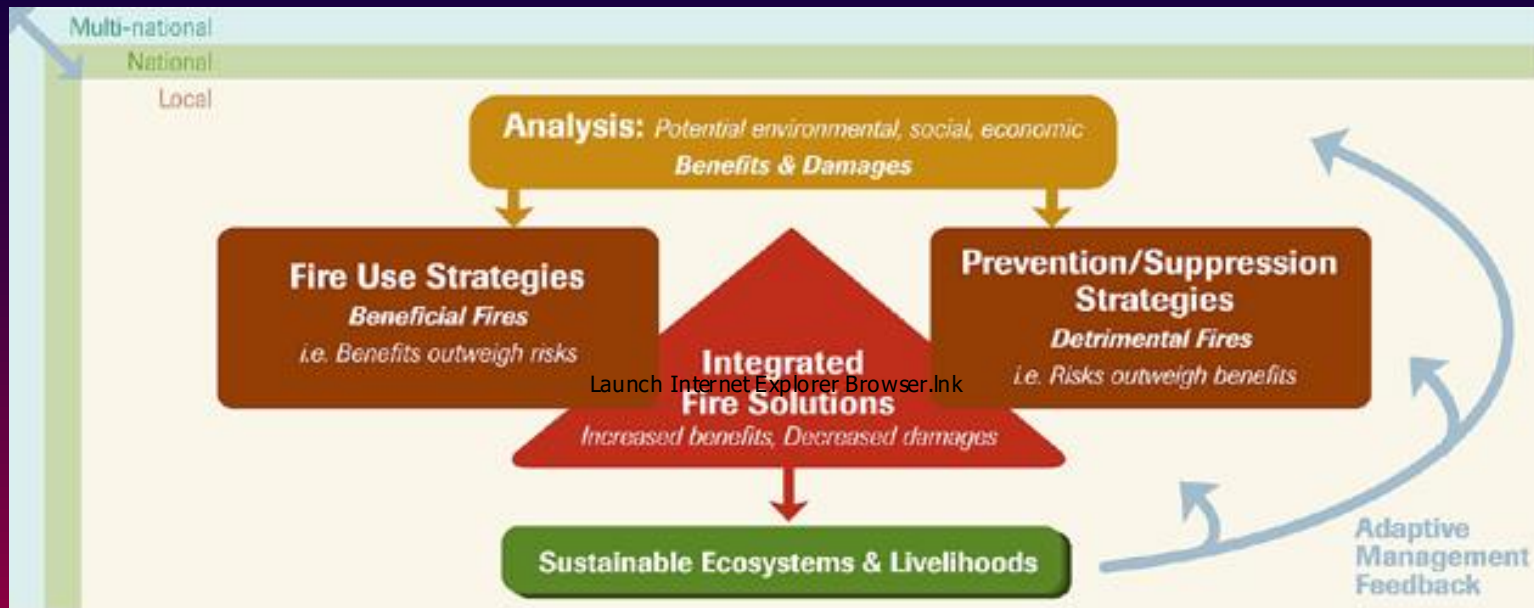 Multi-national
National
Local
Analysis: Potential environmental, social, economic
Benefits & Damages
Fire Use Strategies
Beneficial Fires
i.e. Benefits outweigh risks
Prevention/Suppression
Strategies
Detrimental Fires
i.e. Risks outweigh benefits
Integrated
Launch Internet Explorer Browser.lnk
Fire Solutions
Increased benefits, Decreased damages
Sustainable Ecosystems & Livelihoods
Adaptive
Management
Feedback